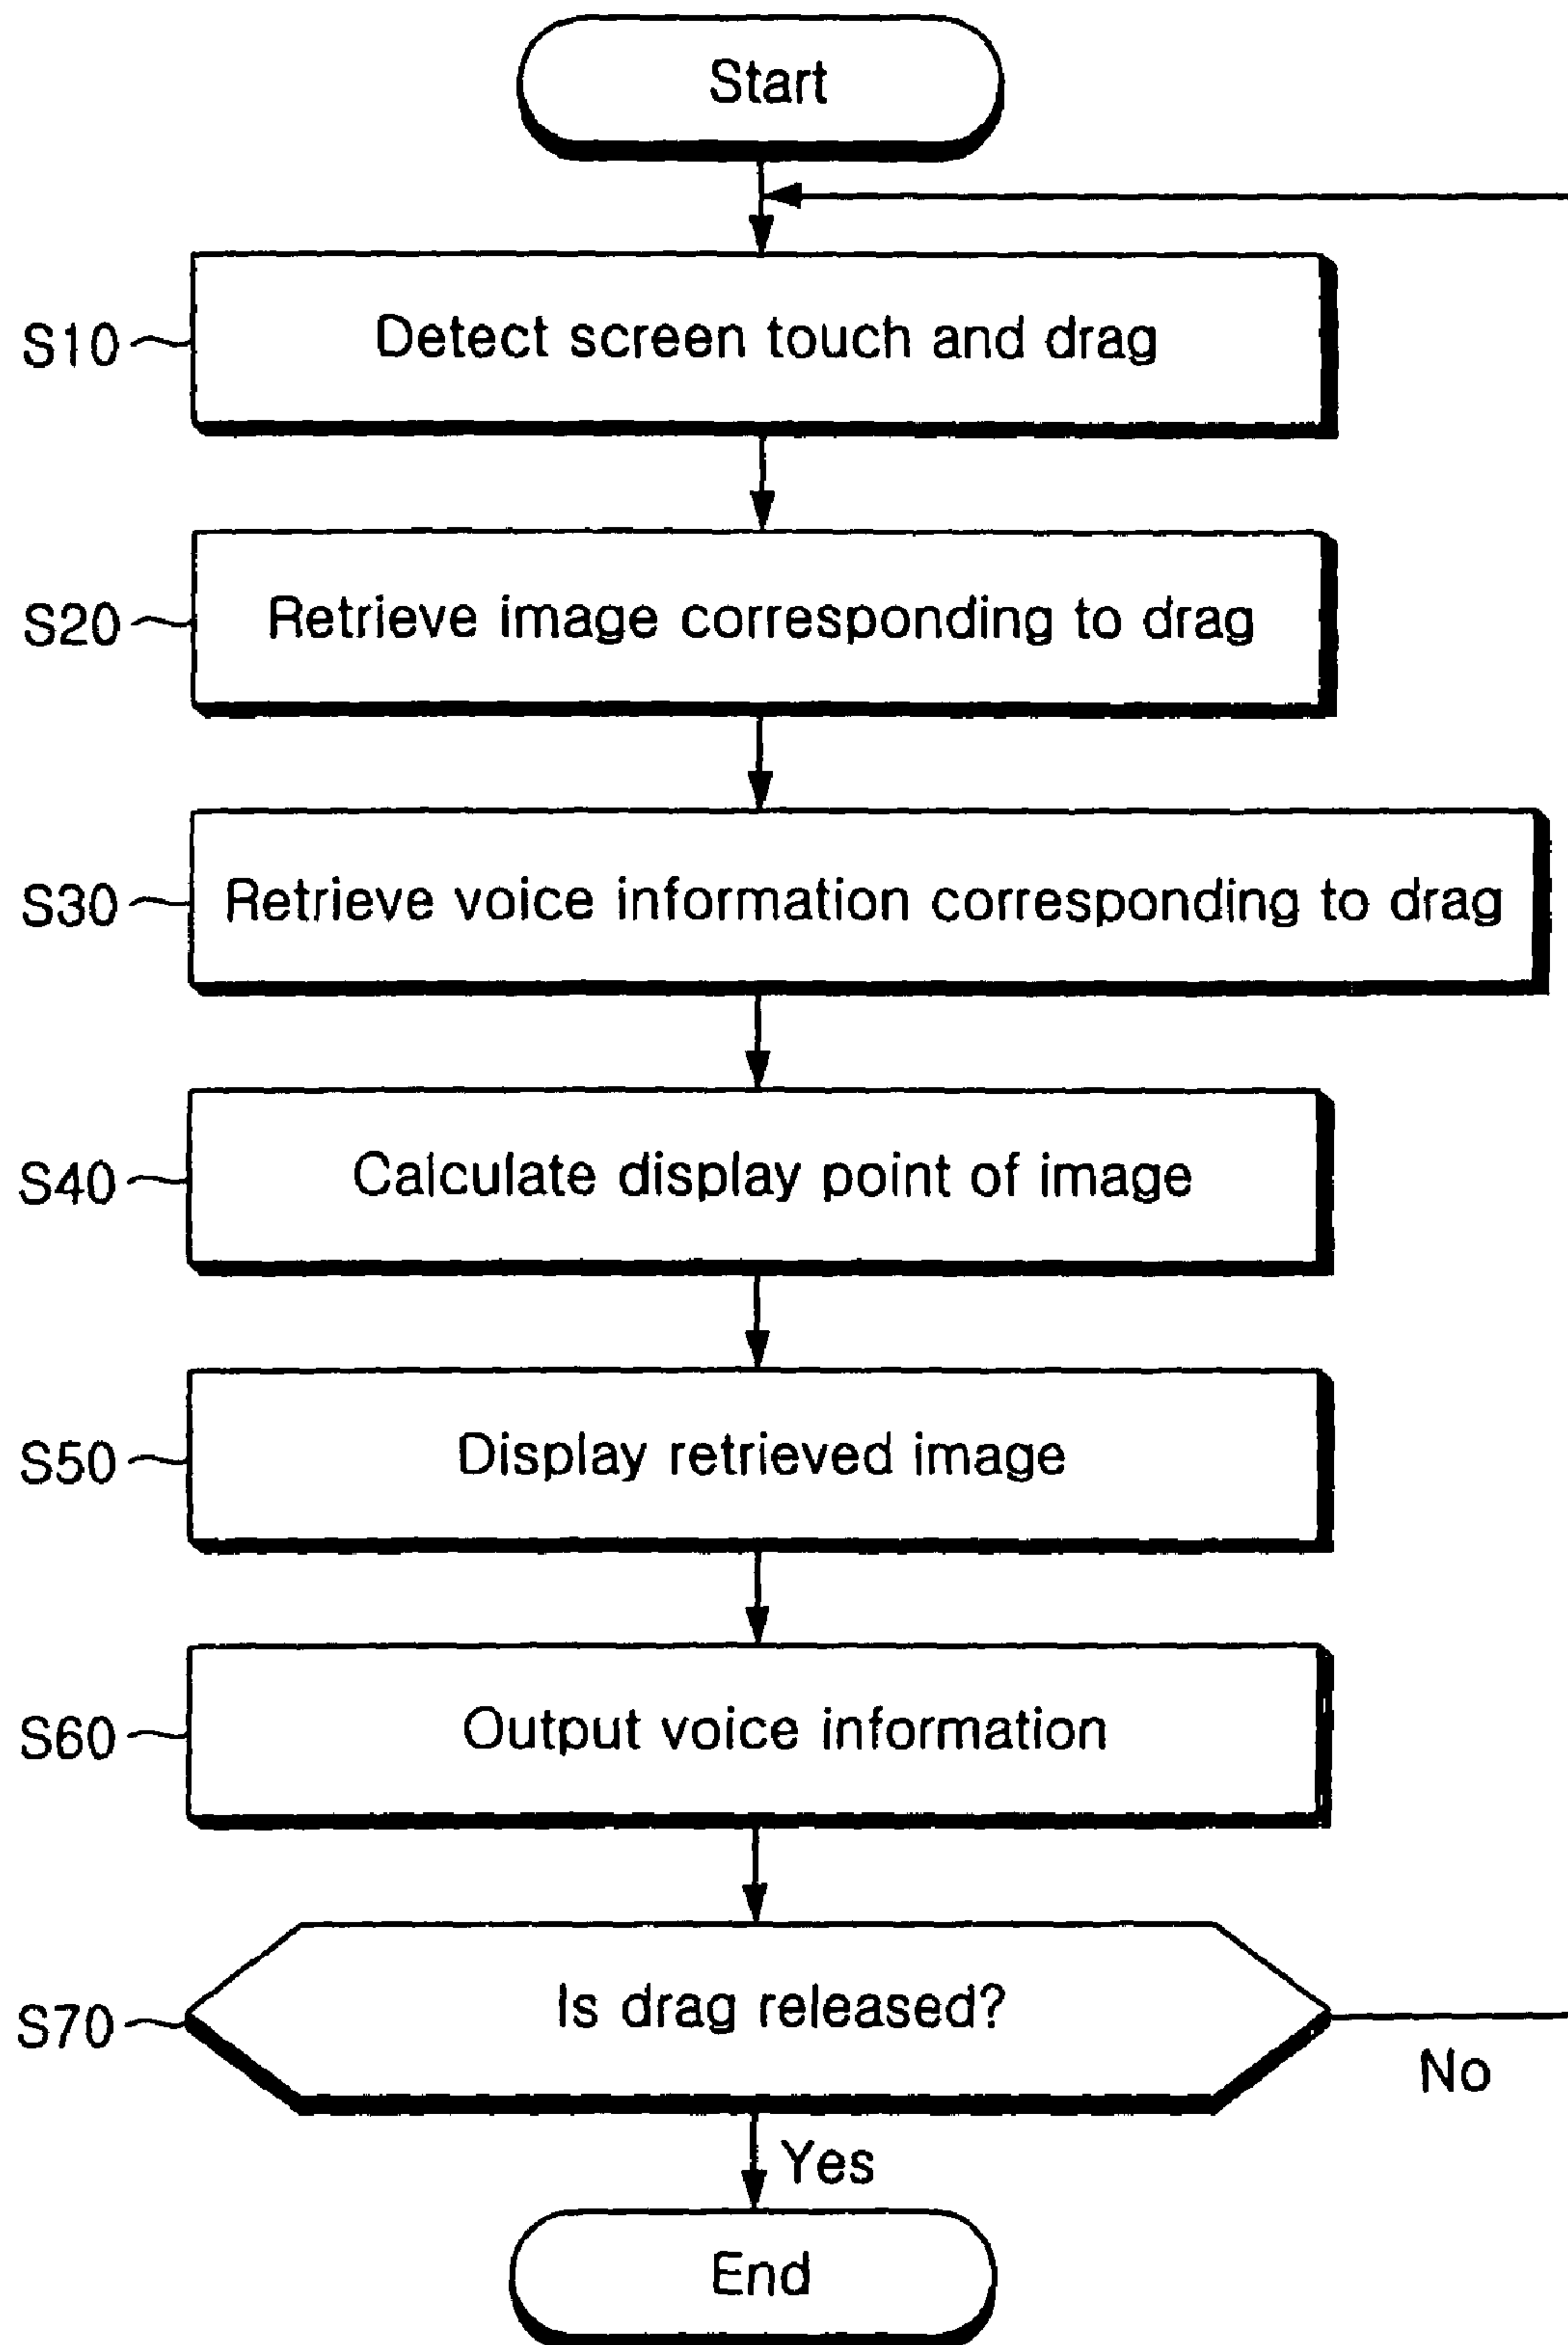 Start
S10
Detect screen touch and drag
S20
Retrieve image corresponding to drag
S30
Retrieve voice information corresponding to drag
S40
Calculate display point of image
S50
Display retrieved image
S60
Output voice information
S70
Is drag released?
No
Yes
End